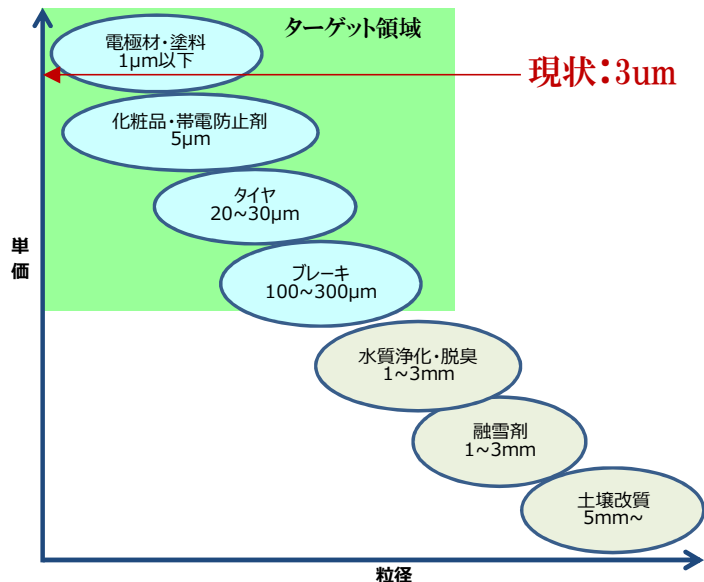 ターゲット領域
電極材・塗料
1μm以下
現状：3um
化粧品・帯電防止剤
5μm
タイヤ
20~30μm
単価
ブレーキ
100~300μm
水質浄化・脱臭
1~3mm
融雪剤
1~3mm
土壌改質
5mm~
粒径